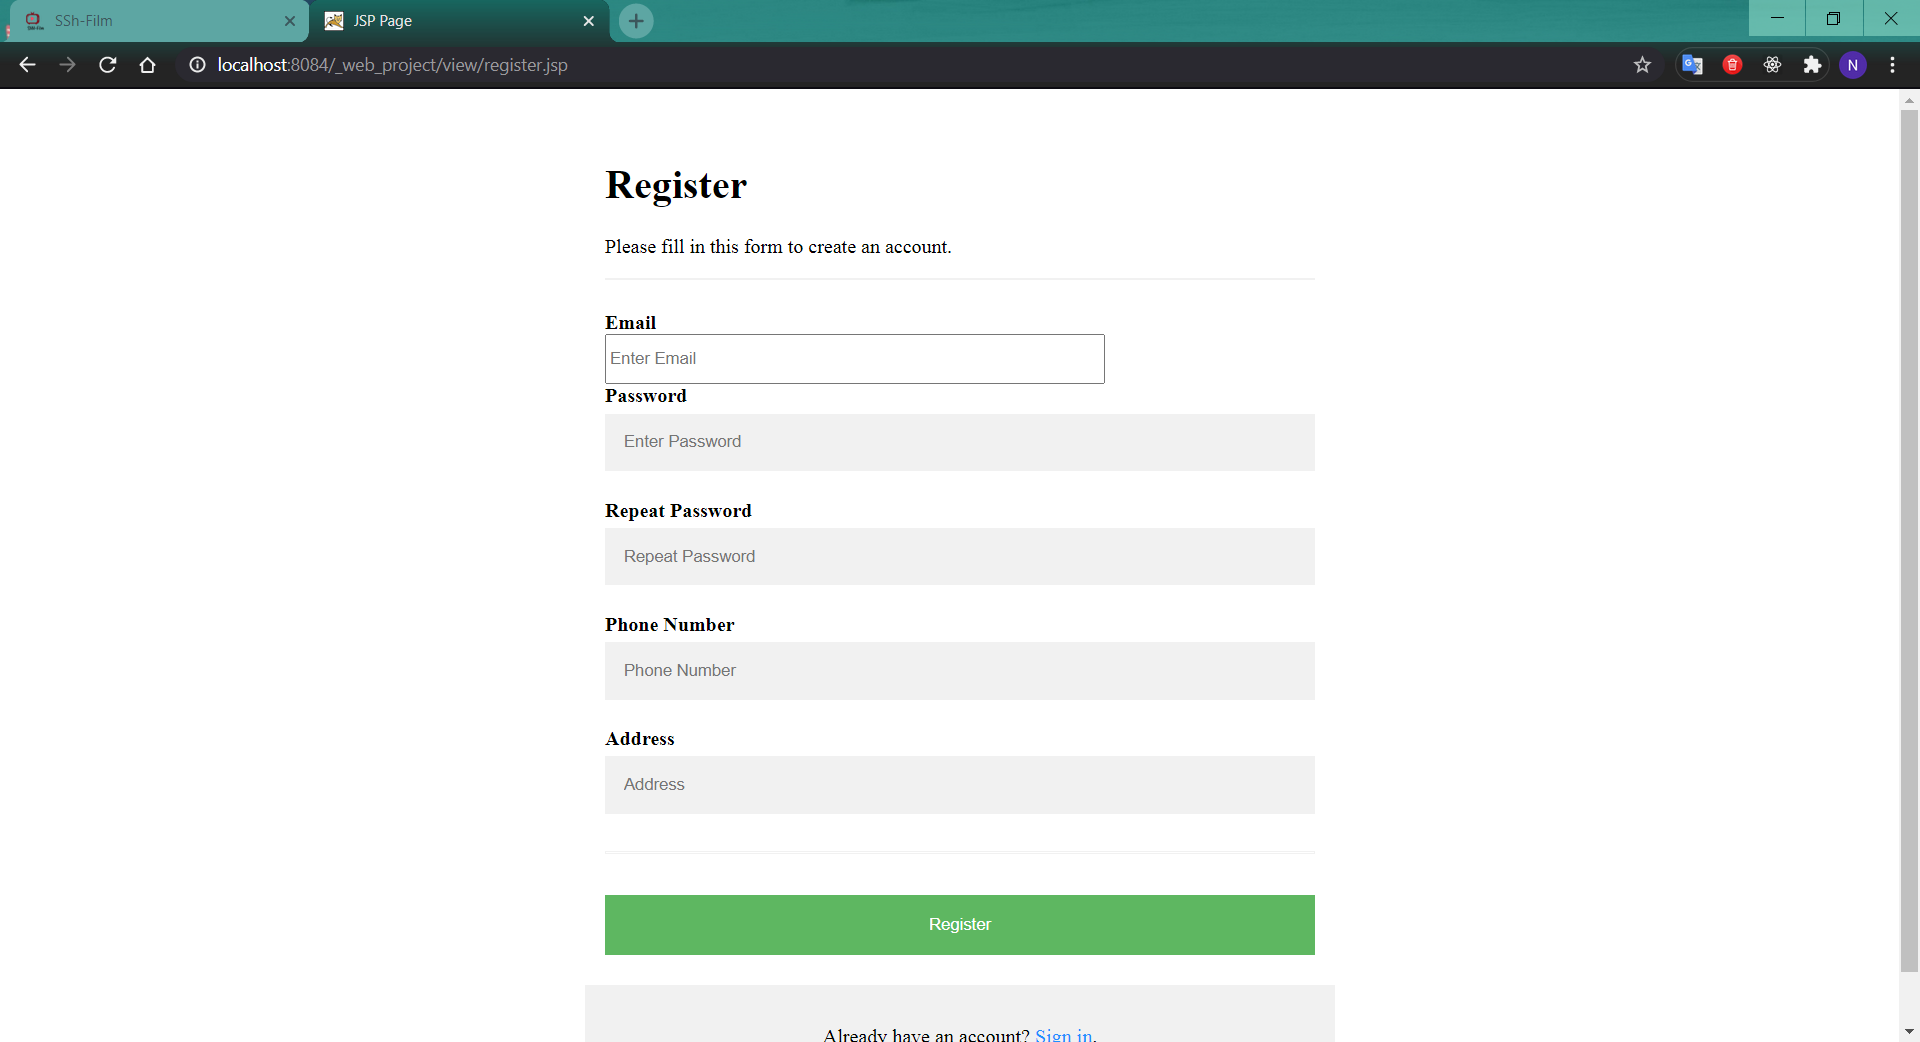 SSh-Film
JSP Page
localhost:8084/_web_project/view/register.jsp
N
Register
Please fill in this form to create an account.
Email
Enter Email
Password
Enter Password
Repeat Password
Repeat Password
Phone Number
Phone Number
Address
Address
Register
Already have an account? Sign in.